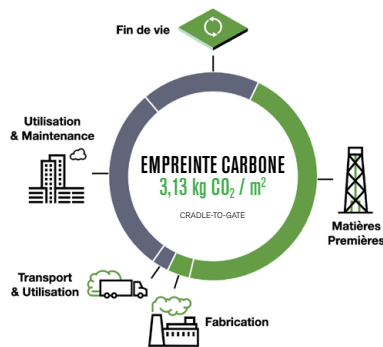 Fin de vie
Utilisation
& Maintenance
EMPREINTE CARBONE
3,13 kg CO₂ / m²
CRADLE-TO-GATE
Matières
Premières
Transport
& Utilisation
Fabrication